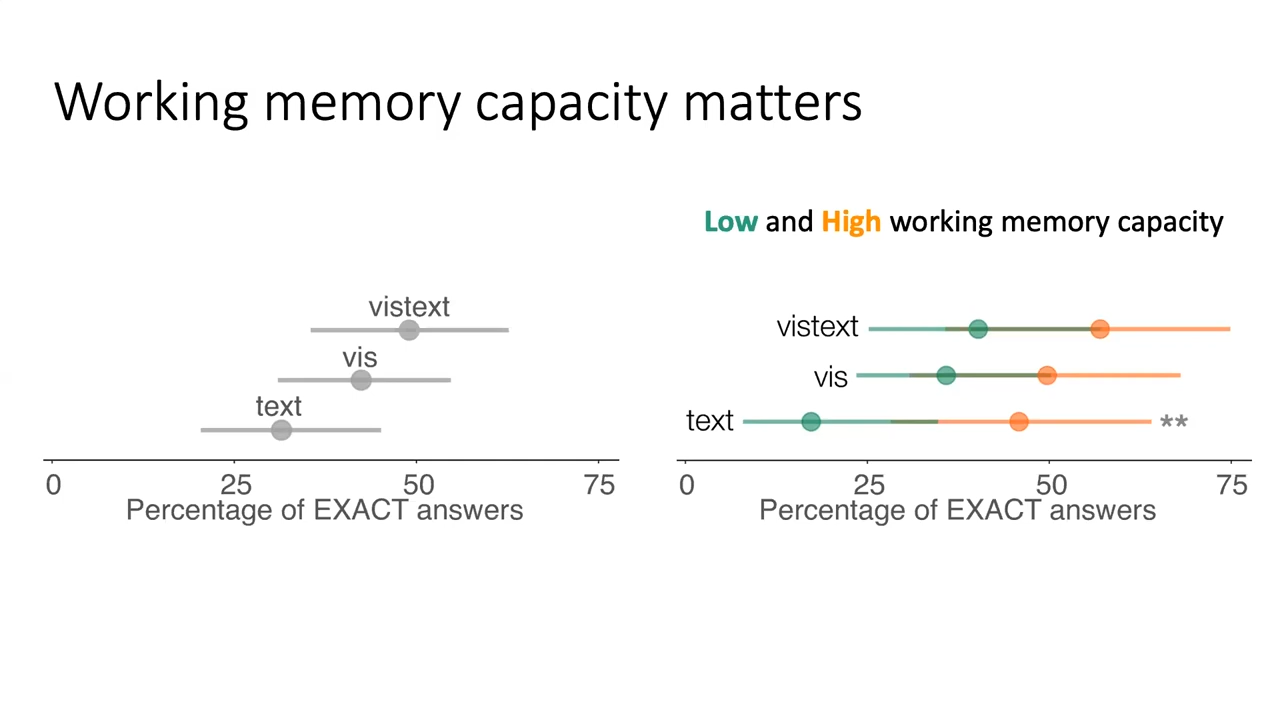 Working memory capacity matters
vistext
vis
text
0 25 50 75
Percentage of EXACT answers
Low and High working memory capacity
vistext
vis
text **
0 25 50 75
Percentage of EXACT answers